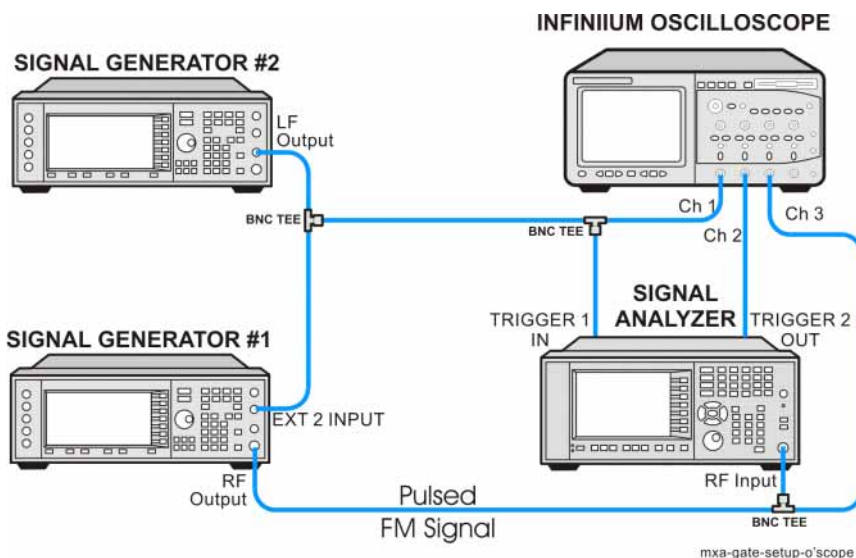 INFINIIUM OSCILLOSCOPE
SIGNAL GENERATOR #2
LF
Output
BNC TEE
BNC TEE
Ch 1
Ch 2
Ch 3
SIGNAL
ANALYZER
TRIGGER 1
IN
TRIGGER 2
OUT
SIGNAL GENERATOR #1
EXT 2 INPUT
RF
Output
RF Input
Pulsed
FM Signal
BNC TEE
mxa-gate-setup-o'scope